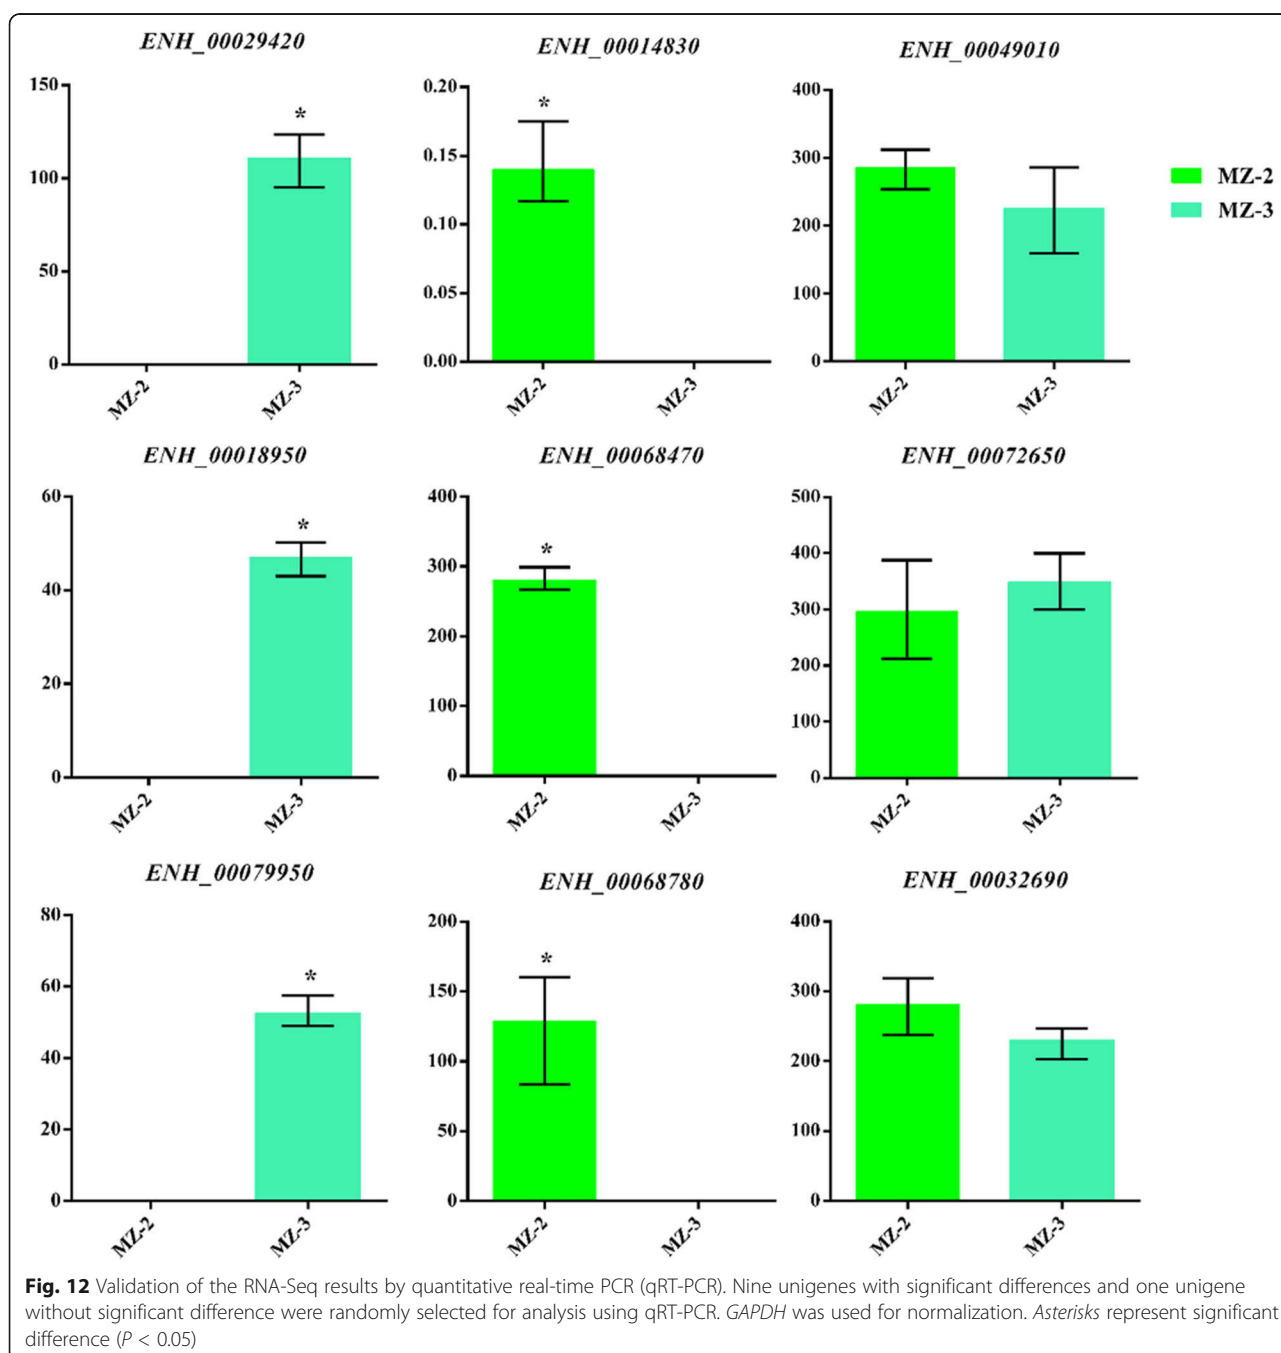 ENH_00029420
150
100
50
0
*
MZ-2
MZ-3
ENH_00014830
0.20
0.15
0.10
0.05
0.00
*
MZ-2
MZ-3
ENH_00049010
400
300
200
100
0
MZ-2
MZ-3
MZ-2
MZ-3
ENH_00018950
60
40
20
0
*
MZ-2
MZ-3
ENH_00068470
400
300
200
100
0
*
MZ-2
MZ-3
ENH_00072650
500
400
300
200
100
0
MZ-2
MZ-3
ENH_00079950
80
60
40
20
0
*
MZ-2
MZ-3
ENH_00068780
200
150
100
50
0
*
MZ-2
MZ-3
ENH_00032690
400
300
200
100
0
MZ-2
MZ-3
Fig. 12 Validation of the RNA-Seq results by quantitative real-time PCR (qRT-PCR). Nine unigenes with significant differences and one unigene
without significant difference were randomly selected for analysis using qRT-PCR. GAPDH was used for normalization. Asterisks represent significant
difference (P < 0.05)